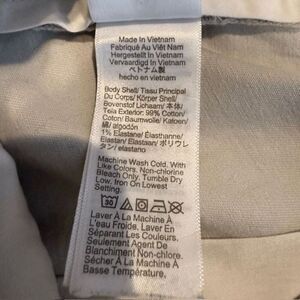 Made In Vietnam
Fabriqué Au Viêt Nam
Hergestellt In Vietnam
Vervaardigd In Vietnam
ベトナム製
hecho en vietnam
Body Shell/ Tissu Principal
Du Corps/ Körper Shell/
Bovenstof Lichaam/ 本体/
Tela Exterior: 99% Cotton/
Coton/ Baumwolle/ Katoen/
綿/ algodón
1% Elastane/ Élasthanne/
Elastan/ Elastaan/ ポリウレ
タン/ elastano
Machine Wash Cold. With
Like Colors. Non-chlorine
Bleach Only. Tumble Dry
Low. Iron On Lowest
Setting.
30
Laver À La Machine À
L'eau Froide. Laver En
Séparant Les Couleurs.
Seulement Agent De
Blanchiment Non-chlore.
Sécher À La Machine À
Basse Température.